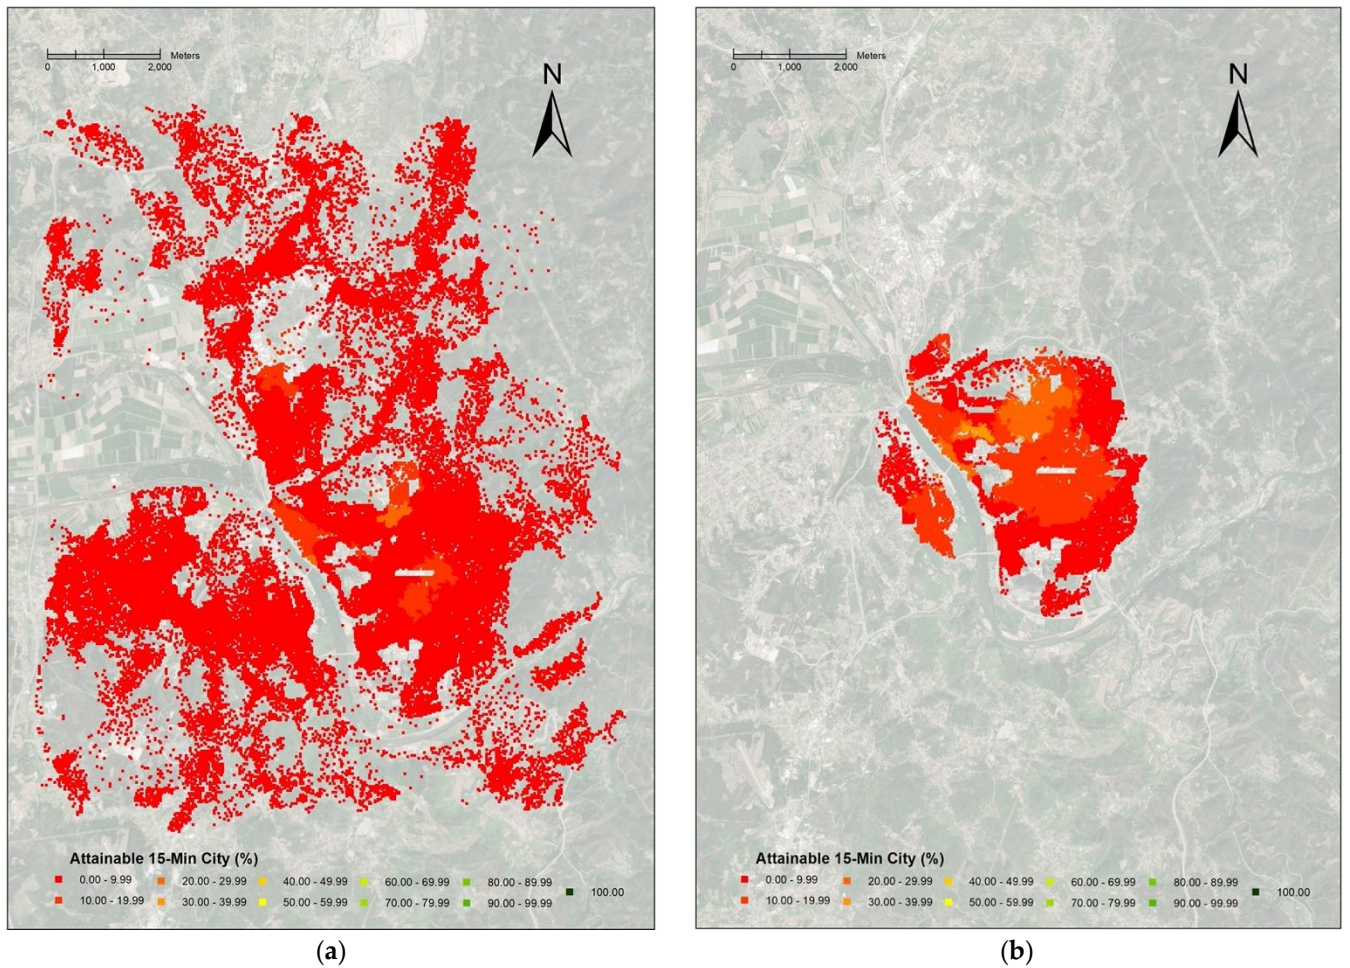 Meters
0 1,000 2,000
N
Attainable 15-Min City (%)
0.00 - 9.99 20.00 - 29.99 40.00 - 49.99 60.00 - 69.99 80.00 - 89.99
10.00 - 19.99 30.00 - 39.99 50.00 - 59.99 70.00 - 79.99 90.00 - 99.99 100.00
(a)
Meters
0 1,000 2,000
N
Attainable 15-Min City (%)
0.00 - 9.99 20.00 - 29.99 40.00 - 49.99 60.00 - 69.99 80.00 - 89.99
10.00 - 19.99 30.00 - 39.99 50.00 - 59.99 70.00 - 79.99 90.00 - 99.99 100.00
(b)